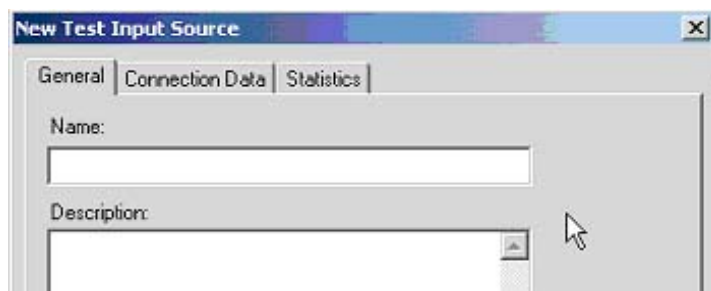 New Test Input Source
General Connection Data Statistics
Name:
Description: